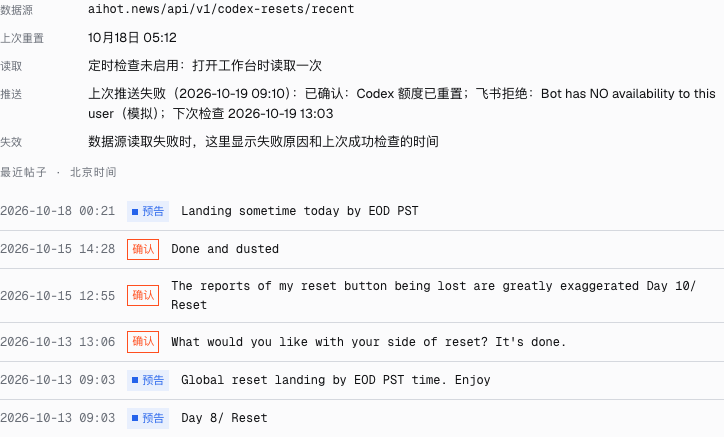 数据源 aihot.news/api/v1/codex-resets/recent
上次重置 10月18日 05:12
读取 定时检查未启用：打开工作台时读取一次
推送 上次推送失败（2026-10-19 09:10）：已确认：Codex 额度已重置；飞书拒绝：Bot has NO availability to this
user（模拟）；下次检查 2026-10-19 13:03
失效 数据源读取失败时，这里显示失败原因和上次成功检查的时间
最近帖子 · 北京时间
2026-10-18 00:21 预告 Landing sometime today by EOD PST
2026-10-15 14:28 确认 Done and dusted
2026-10-15 12:55 确认 The reports of my reset button being lost are greatly exaggerated Day 10/
Reset
2026-10-13 13:06 确认 What would you like with your side of reset? It's done.
2026-10-13 09:03 预告 Global reset landing by EOD PST time. Enjoy
2026-10-13 09:03 预告 Day 8/ Reset